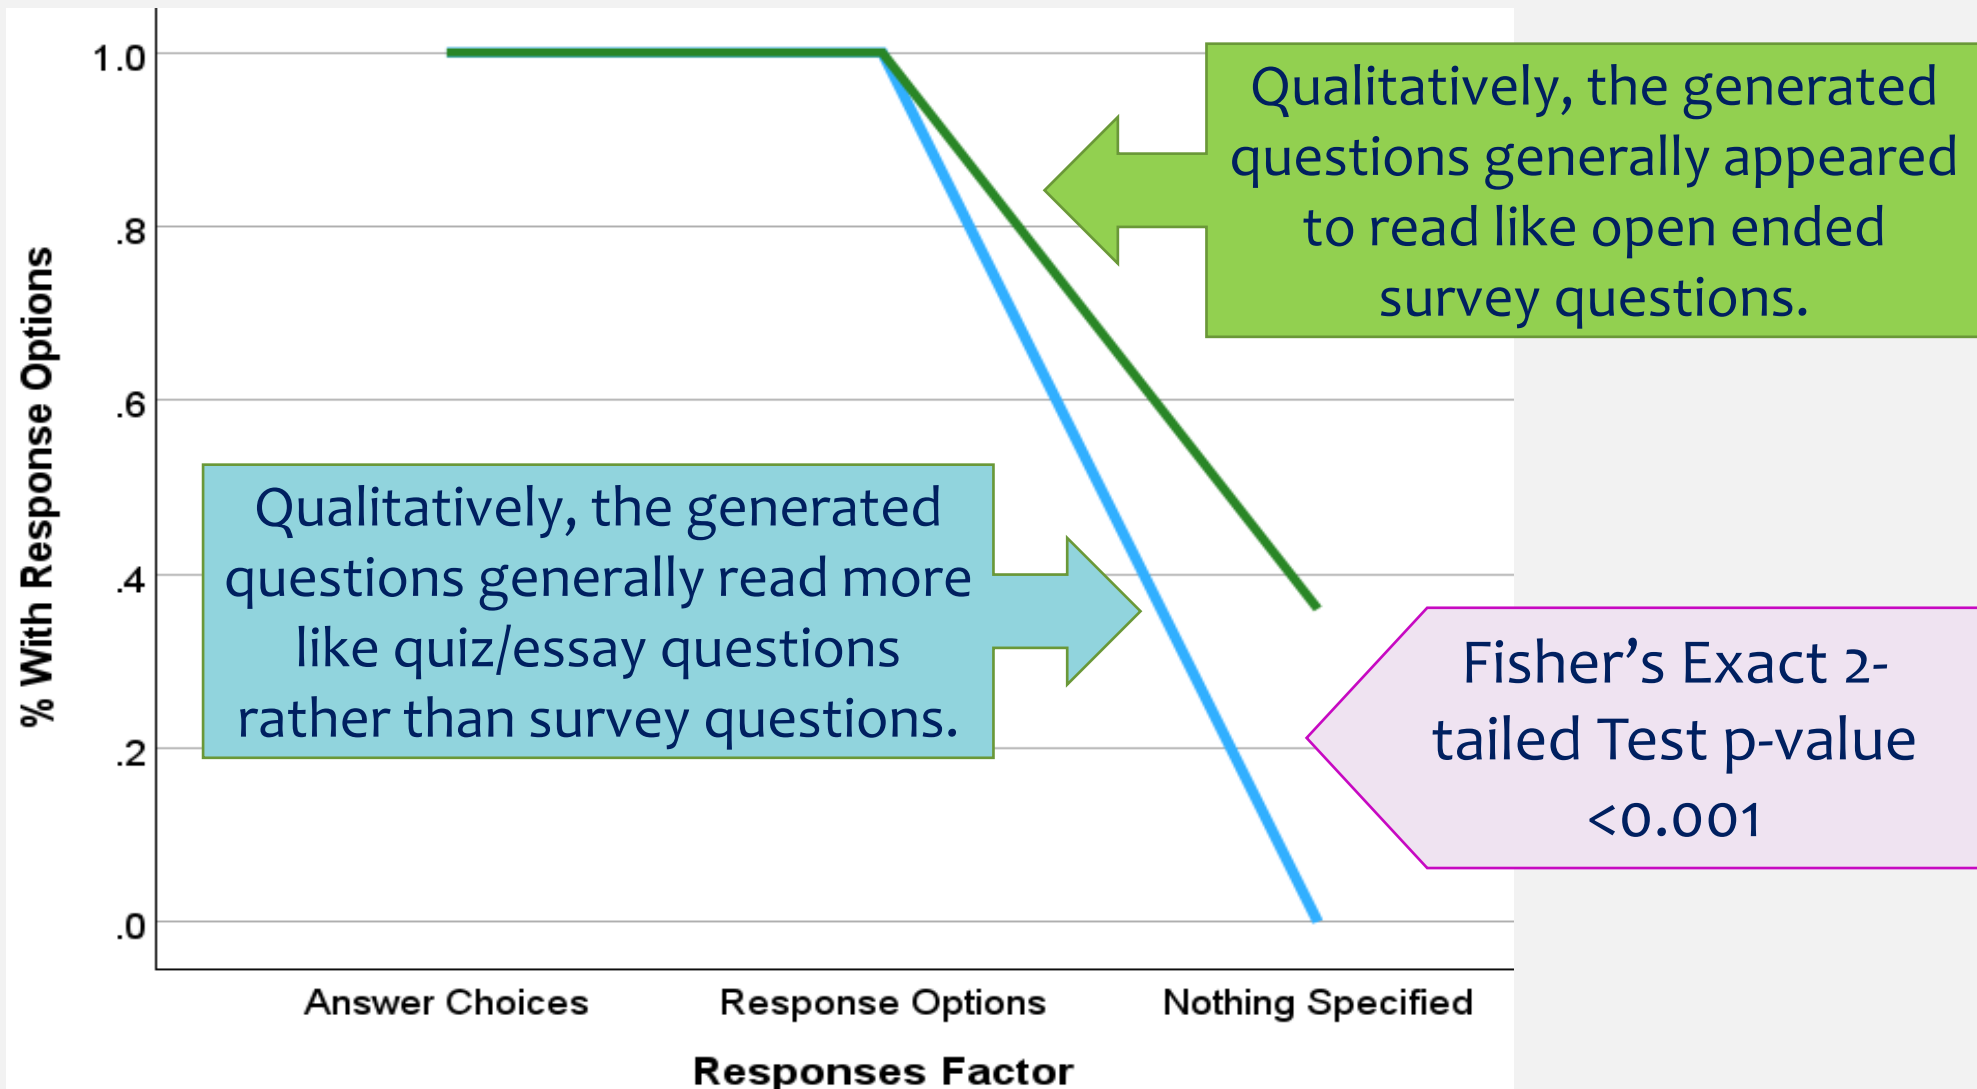 1.0
.8
.6
.4
.2
.0
% With Response Options
Qualitatively, the generated
questions generally appeared
to read like open ended
survey questions.
Qualitatively, the generated
questions generally read more
like quiz/essay questions
rather than survey questions.
Fisher’s Exact 2-
tailed Test p-value
<0.001
Answer Choices
Response Options
Nothing Specified
Responses Factor